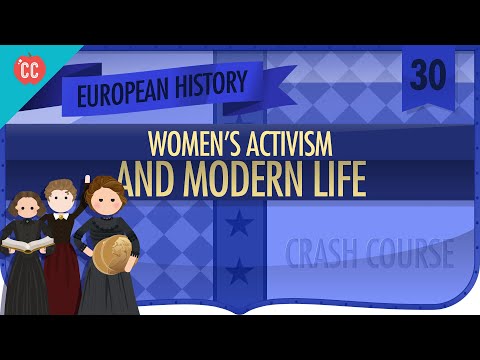 CC
EUROPEAN HISTORY
30
WOMEN'S ACTIVISM
AND MODERN LIFE
CRASH COURSE